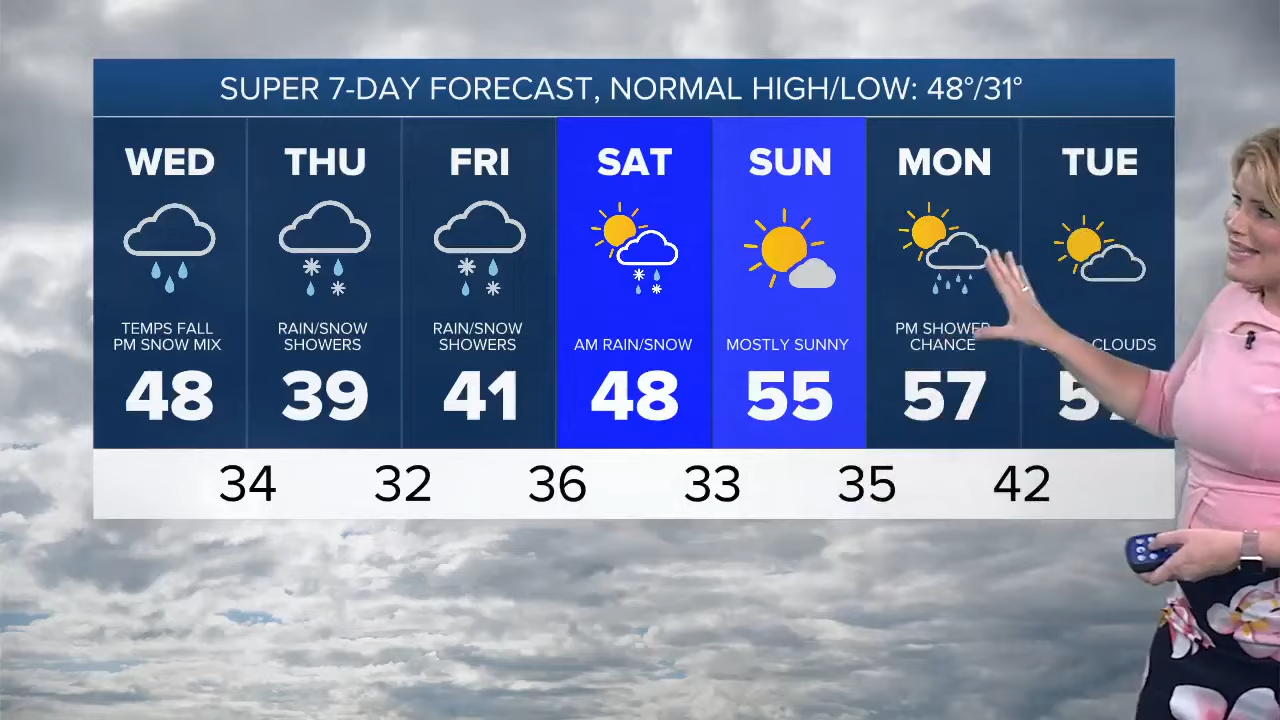 SUPER 7-DAY FORECAST, NORMAL HIGH/LOW: 48°/31°
WED
TEMPS FALL
PM SNOW MIX
48
THU
RAIN/SNOW
SHOWERS
39
FRI
RAIN/SNOW
SHOWERS
41
SAT
AM RAIN/SNOW
48
SUN
MOSTLY SUNNY
55
MON
PM SHOWER
CHANCE
57
TUE
CLOUDS
34
32
36
33
35
42